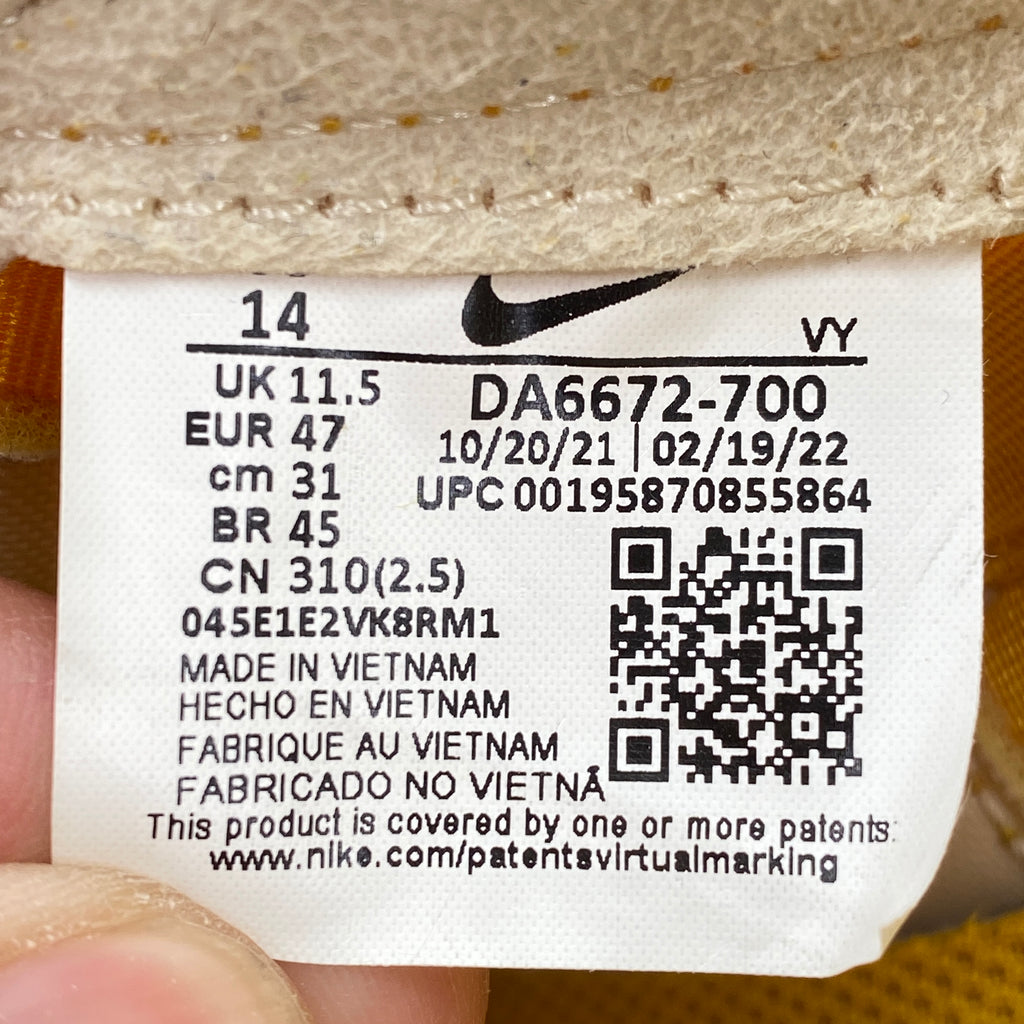 14
VY
UK 11.5
DA6672-700
EUR 47
10/20/21 | 02/19/22
cm 31
UPC 00195870855864
BR 45
CN 310(2.5)
045E1E2VK8RM1
MADE IN VIETNAM
HECHO EN VIETNAM
FABRIQUE AU VIETNAM
FABRICADO NO VIETNÃ
This product is covered by one or more patents:
www.nike.com/patentsvirtualmarking